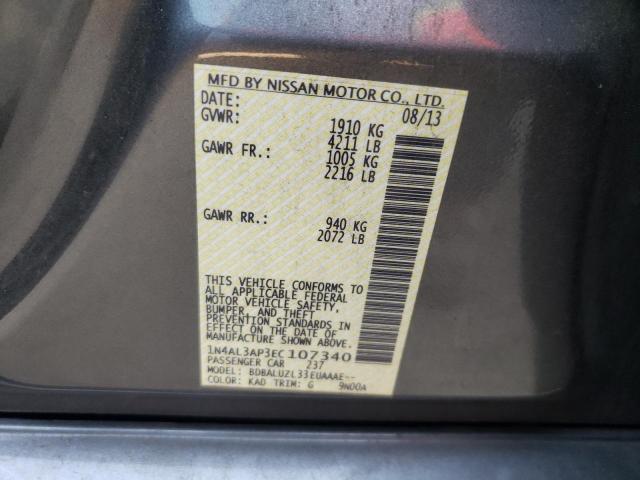 MFD BY NISSAN MOTOR CO., LTD.
DATE: 08/13
GVWR: 1910 KG
4211 LB
GAWR FR.: 1005 KG
2216 LB
GAWR RR.: 940 KG
2072 LB
THIS VEHICLE CONFORMS TO
ALL APPLICABLE FEDERAL
MOTOR VEHICLE SAFETY,
BUMPER, AND THEFT
PREVENTION STANDARDS IN
EFFECT ON THE DATE OF
MANUFACTURE SHOWN ABOVE.
1N4AL3AP3EC107340
PASSENGER CAR 237
MODEL: BDBALUZL33EUAAAE--
COLOR: KAD TRIM: G 9N00A